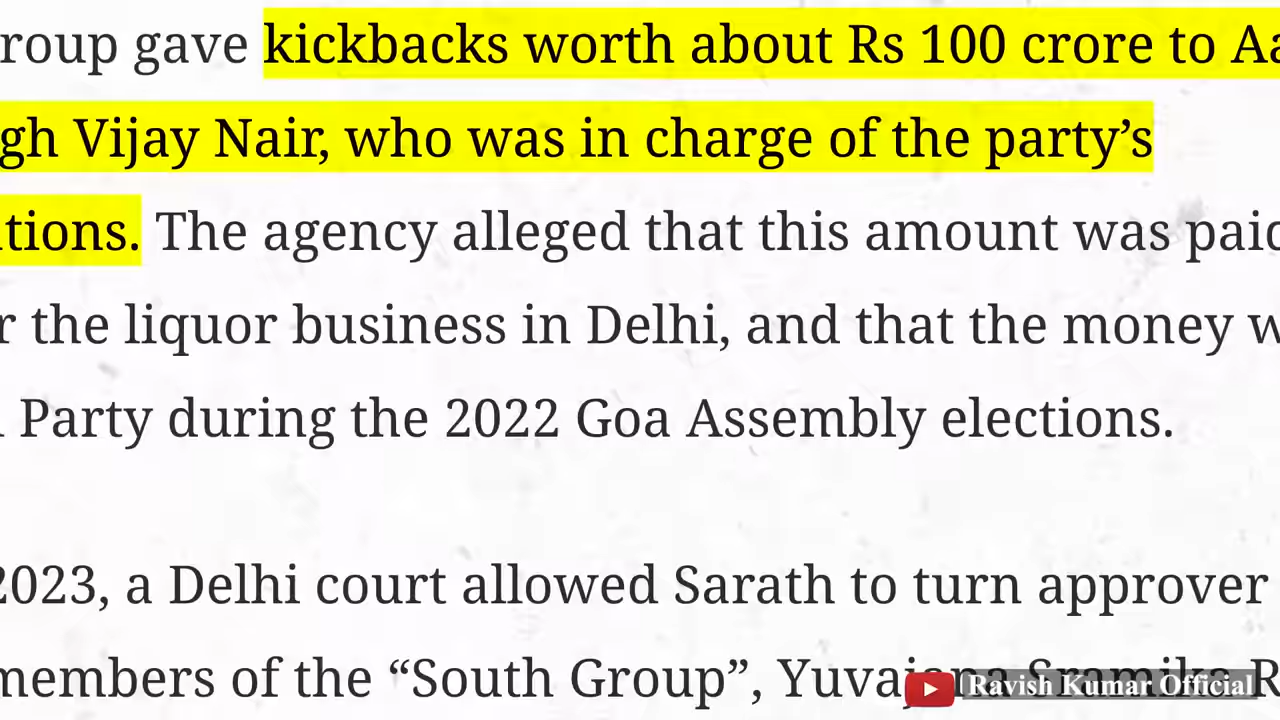 roup gave kickbacks worth about Rs 100 crore to Aa
gh Vijay Nair, who was in charge of the party’s
tions. The agency alleged that this amount was paid
r the liquor business in Delhi, and that the money w
Party during the 2022 Goa Assembly elections.
2023, a Delhi court allowed Sarath to turn approver
members of the “South Group”, Yuvajana Sramika R
Ravish Kumar Official